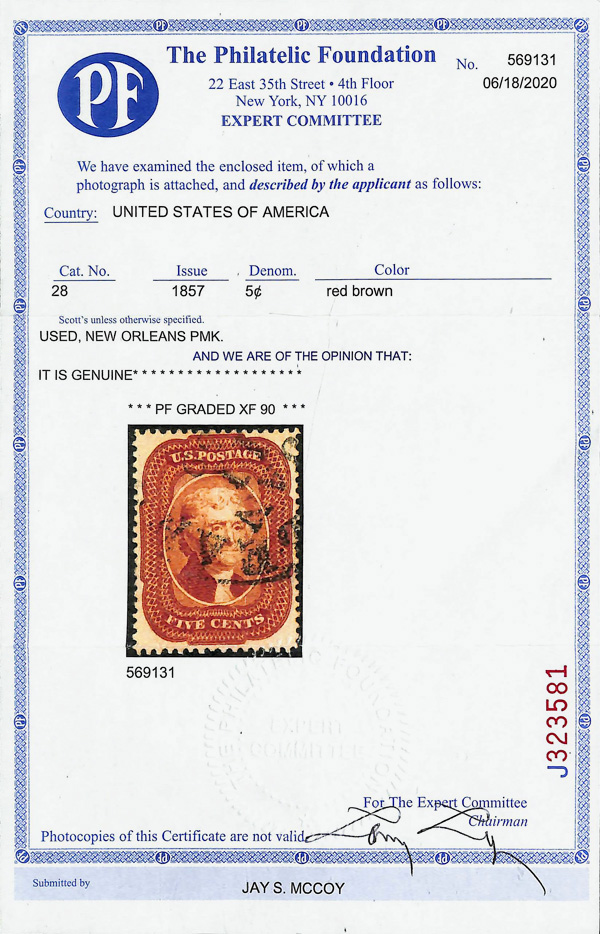 PF
The Philatelic Foundation
No. 569131
22 East 35th Street • 4th Floor
06/18/2020
New York, NY 10016
EXPERT COMMITTEE
We have examined the enclosed item, of which a
photograph is attached, and described by the applicant as follows:
Country: UNITED STATES OF AMERICA
Cat. No. Issue Denom. Color
28 1857 5¢ red brown
Scott's unless otherwise specified.
USED, NEW ORLEANS PMK.
AND WE ARE OF THE OPINION THAT:
IT IS GENUINE* * * * * * * * * * * * * * * * * * * *
* * * PF GRADED XF 90 * * *
U.S. POSTAGE
FIVE CENTS
569131
THE PHILATELIC FOUNDATION
EXPERT
COMMITTEE
J323581
For The Expert Committee
Chairman
Photocopies of this Certificate are not valid
Submitted by
JAY S. MCCOY